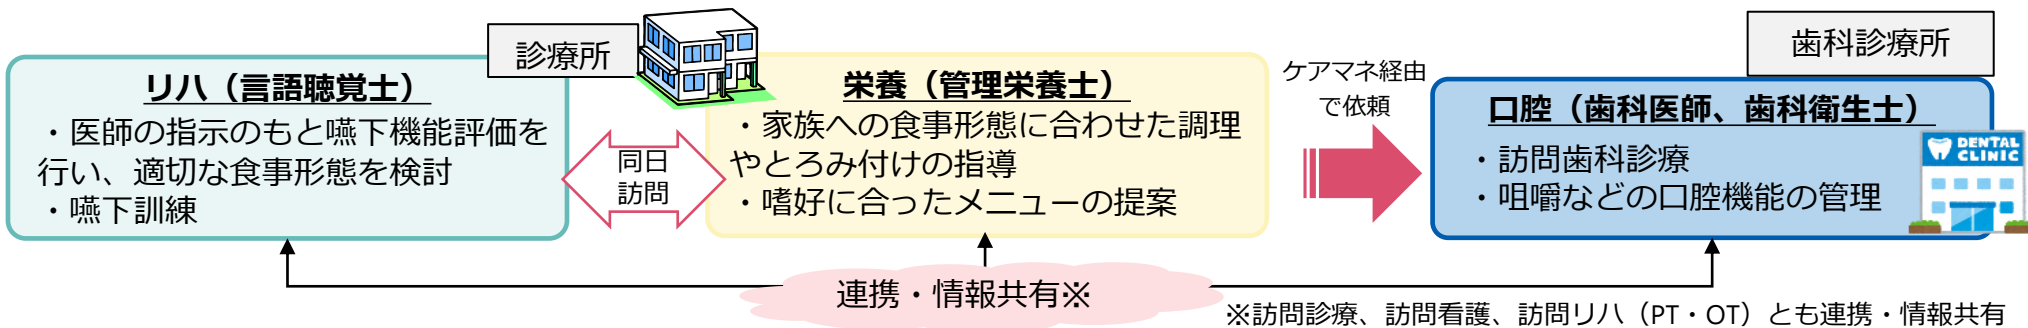 診療所
リハ（言語聴覚士）
・医師の指示のもと嚥下機能評価を
行い、適切な食事形態を検討
・嚥下訓練
同日
訪問
栄養（管理栄養士）
・家族への食事形態に合わせた調理
やとろみ付けの指導
・嗜好に合ったメニューの提案
ケアマネ経由
で依頼
歯科診療所
口腔（歯科医師、歯科衛生士）
・訪問歯科診療
・咀嚼などの口腔機能の管理
DENTAL
CLINIC
連携・情報共有※
※訪問診療、訪問看護、訪問リハ（PT・OT）とも連携・情報共有